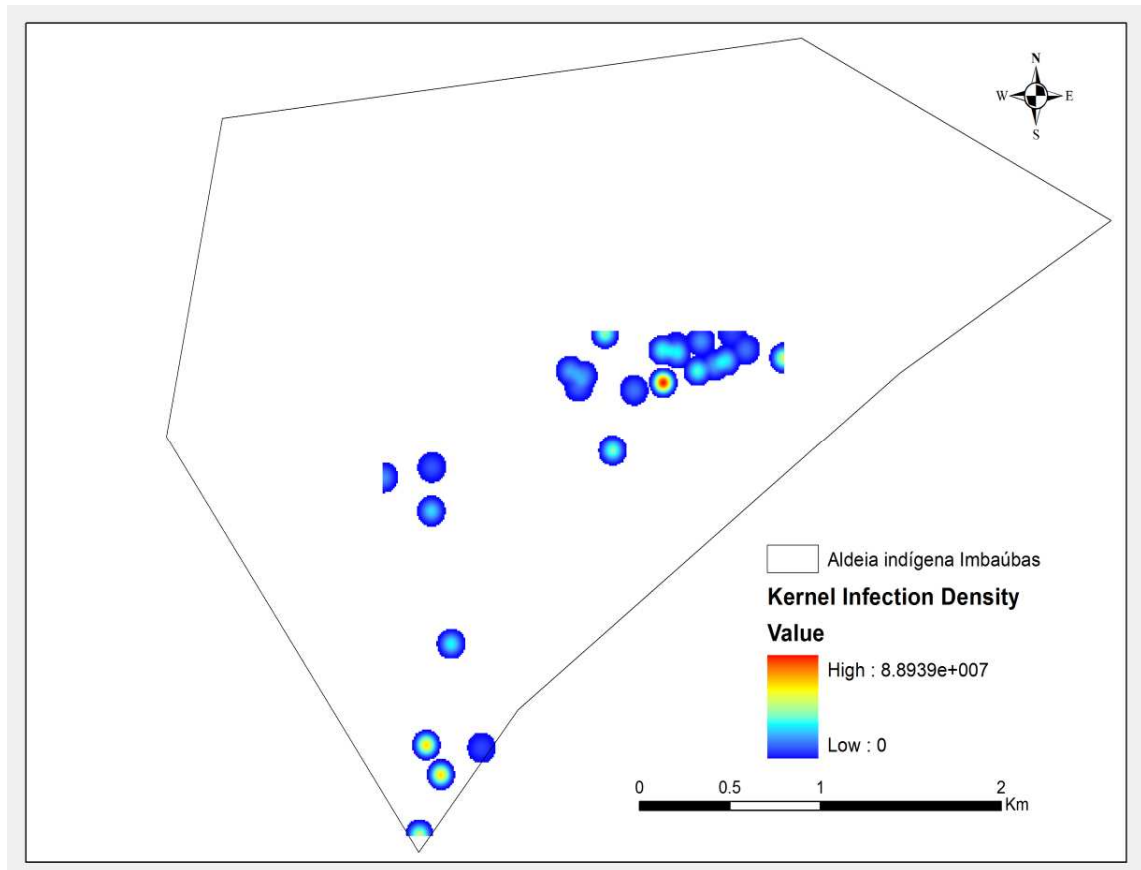 N
W E
S
Aldeia indígena Imbaúbas
Kernel Infection Density
Value
High : 8.8939e+007
Low : 0
0 0.5 1 2
Km